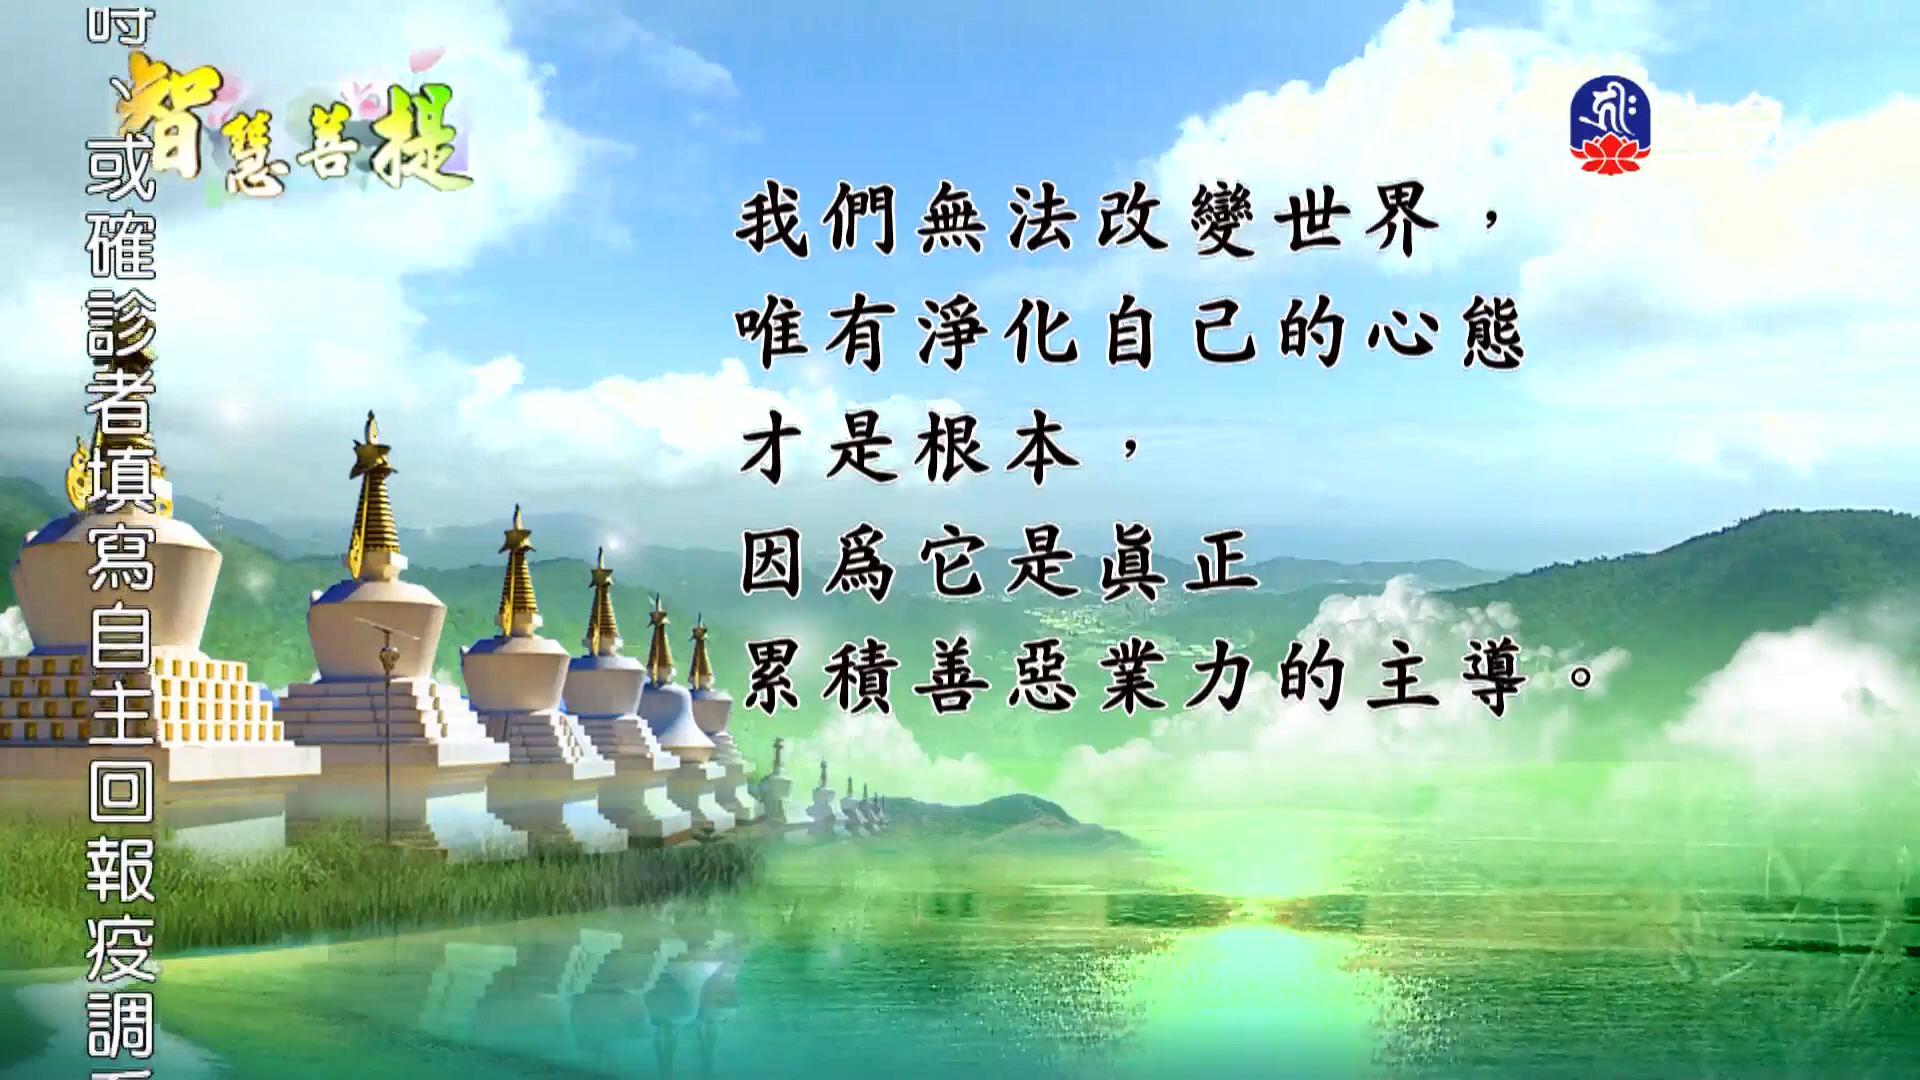 智慧菩提
生命
我們無法改變世界，
唯有淨化自己的心態
才是根本，
因為它是眞正
累積善惡業力的主導。
、或確診者填寫自主回報疫調